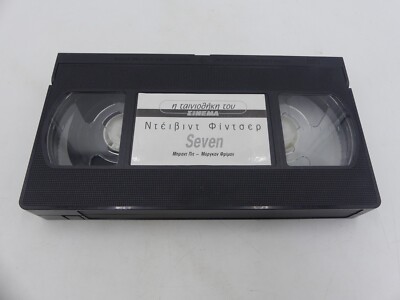 η ταινιοθήκη του
ΣΙΝΕΜΑ
Ντέιβιντ Φίντσερ
Seven
Μπραντ Πιτ – Μόργκαν Φρίμαν